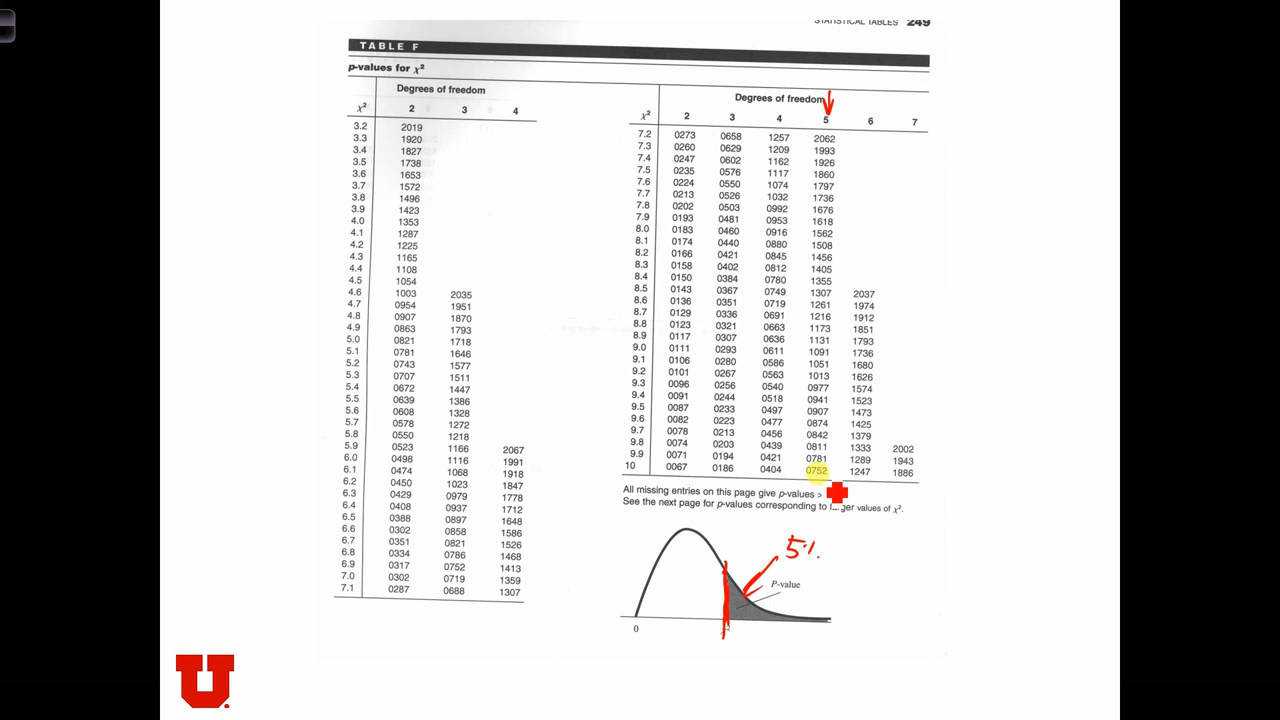 STATISTICAL TABLES 249
TABLE F
p-values for χ²
Degrees of freedom
χ² 2 3 4
3.2 2019
3.3 1920
3.4 1827
3.5 1738
3.6 1653
3.7 1572
3.8 1496
3.9 1423
4.0 1353
4.1 1287
4.2 1225
4.3 1165
4.4 1108
4.5 1054
4.6 1003 2035
4.7 0954 1951
4.8 0907 1870
4.9 0863 1793
5.0 0821 1718
5.1 0781 1646
5.2 0743 1577
5.3 0707 1511
5.4 0672 1447
5.5 0639 1386
5.6 0608 1328
5.7 0578 1272
5.8 0550 1218
5.9 0523 1166 2067
6.0 0498 1116 1991
6.1 0474 1068 1918
6.2 0450 1023 1847
6.3 0429 0979 1778
6.4 0408 0937 1712
6.5 0388 0897 1648
6.6 0302 0858 1586
6.7 0351 0821 1526
6.8 0334 0786 1468
6.9 0317 0752 1413
7.0 0302 0719 1359
7.1 0287 0688 1307
Degrees of freedom
χ² 2 3 4 5 6 7
7.2 0273 0658 1257 2062
7.3 0260 0629 1209 1993
7.4 0247 0602 1162 1926
7.5 0235 0576 1117 1860
7.6 0224 0550 1074 1797
7.7 0213 0526 1032 1736
7.8 0202 0503 0992 1676
7.9 0193 0481 0953 1618
8.0 0183 0460 0916 1562
8.1 0174 0440 0880 1508
8.2 0166 0421 0845 1456
8.3 0158 0402 0812 1405
8.4 0150 0384 0780 1355
8.5 0143 0367 0749 1307 2037
8.6 0136 0351 0719 1261 1974
8.7 0129 0336 0691 1216 1912
8.8 0123 0321 0663 1173 1851
8.9 0117 0307 0636 1131 1793
9.0 0111 0293 0611 1091 1736
9.1 0106 0280 0586 1051 1680
9.2 0101 0267 0563 1013 1626
9.3 0096 0256 0540 0977 1574
9.4 0091 0244 0518 0941 1523
9.5 0087 0233 0497 0907 1473
9.6 0082 0223 0477 0874 1425
9.7 0078 0213 0456 0842 1379
9.8 0074 0203 0439 0811 1333 2002
9.9 0071 0194 0421 0781 1289 1943
10 0067 0186 0404 0752 1247 1886
All missing entries on this page give p-values >
See the next page for p-values corresponding to values of χ².
5%
P-value
0
U